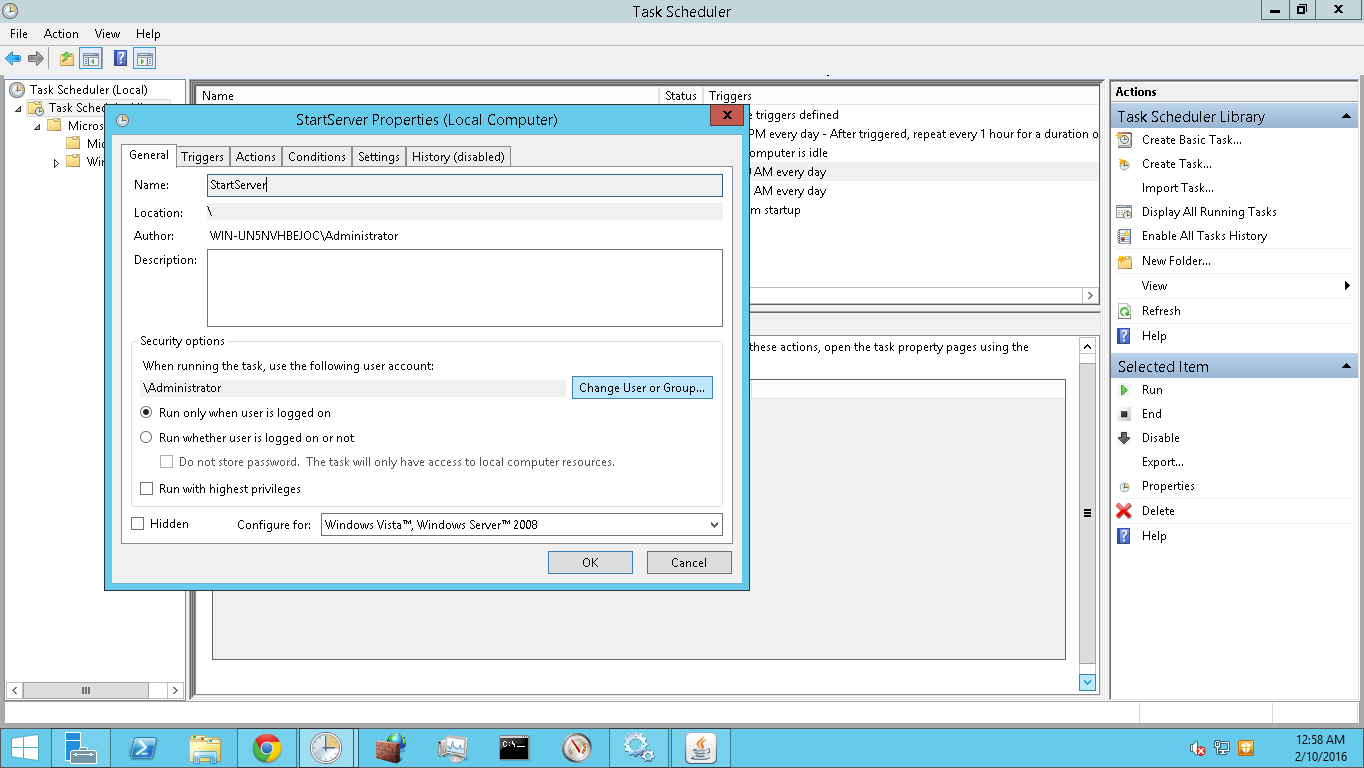 Task Scheduler
File Action View Help
Task Scheduler (Local)
Task Sched
Micros
Mic
Win
Name Status Triggers
e triggers defined
PM every day - After triggered, repeat every 1 hour for a duration o
omputer is idle
AM every day
AM every day
m startup
these actions, open the task property pages using the
StartServer Properties (Local Computer)
General Triggers Actions Conditions Settings History (disabled)
Name: StartServer
Location: \
Author: WIN-UN5NVHBEJOC\Administrator
Description:
Security options
When running the task, use the following user account:
\Administrator Change User or Group...
Run only when user is logged on
Run whether user is logged on or not
Do not store password. The task will only have access to local computer resources.
Run with highest privileges
Hidden Configure for: Windows Vista™, Windows Server™ 2008
OK Cancel
Actions
Task Scheduler Library
Create Basic Task...
Create Task...
Import Task...
Display All Running Tasks
Enable All Tasks History
New Folder...
View
Refresh
Help
Selected Item
Run
End
Disable
Export...
Properties
Delete
Help
12:58 AM
2/10/2016